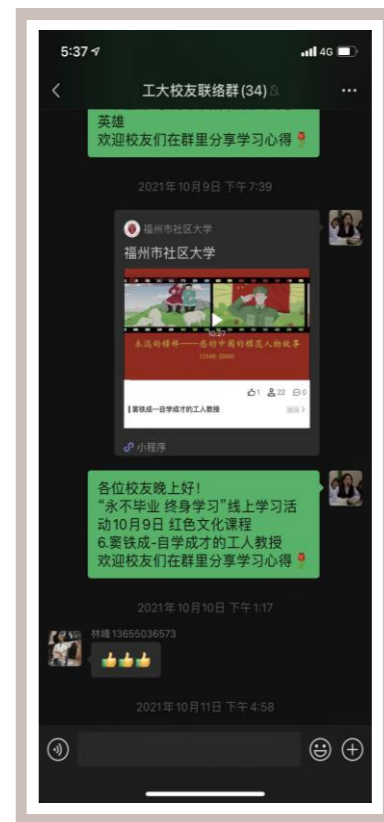 5:37
4G
工大校友联络群(34)
英雄
欢迎校友们在群里分享学习心得🌹
2021年10月9日 下午7:39
福州市社区大学
福州市社区大学
10:27
永远的榜样——感动中国的模范人物故事
(1949-2009)
1 22 0
窦铁成-自学成才的工人教授
小程序
各位校友晚上好!
“永不毕业 终身学习”线上学习活
动10月9日 红色文化课程
6.窦铁成-自学成才的工人教授
欢迎校友们在群里分享学习心得🌹
2021年10月10日 下午1:17
林峰13655036573
👍👍👍
2021年10月11日 下午4:58